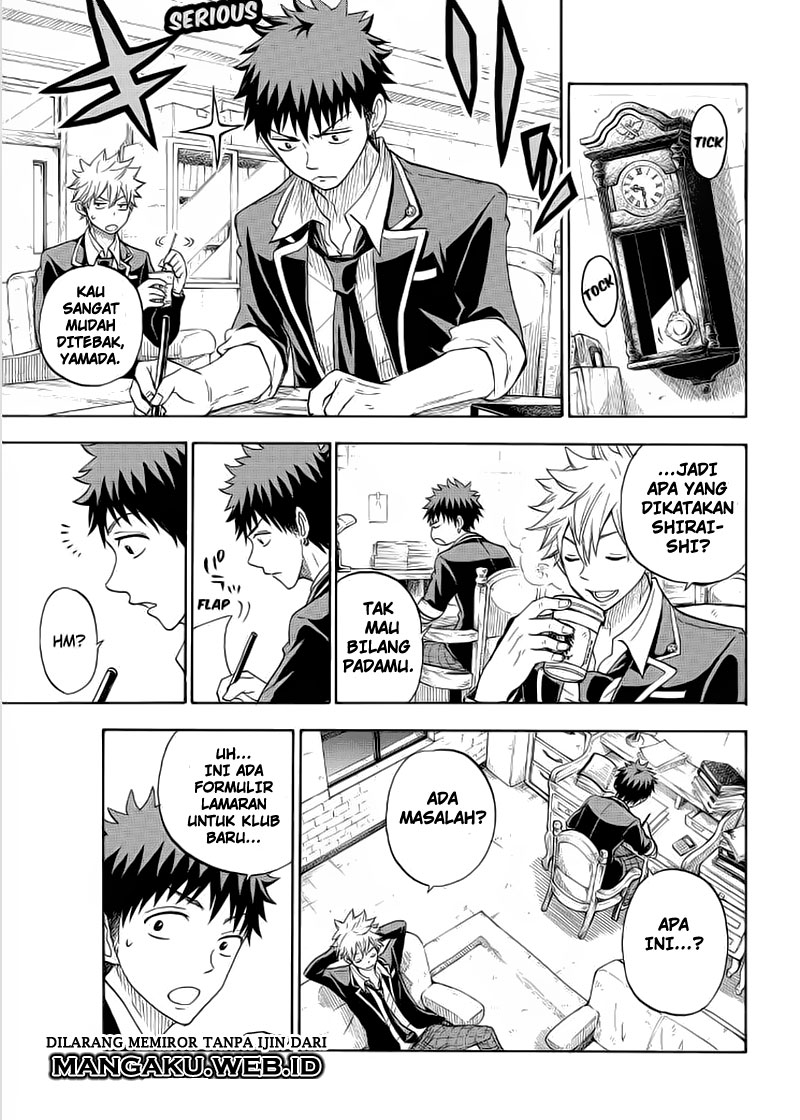 TICK
TOCK
SERIOUS
KAU
SANGAT
MUDAH
DITEBAK,
YAMADA.
...JADI
APA YANG
DIKATAKAN
SHIRAI-
SHI?
TAK
MAU
BILANG
PADAMU.
FLAP
HM?
APA
INI...?
ADA
MASALAH?
UH...
INI ADA
FORMULIR
LAMARAN
UNTUK KLUB
BARU...
DILARANG MEMIROR TANPA IJIN DARI
MANGAKU.WEB.ID